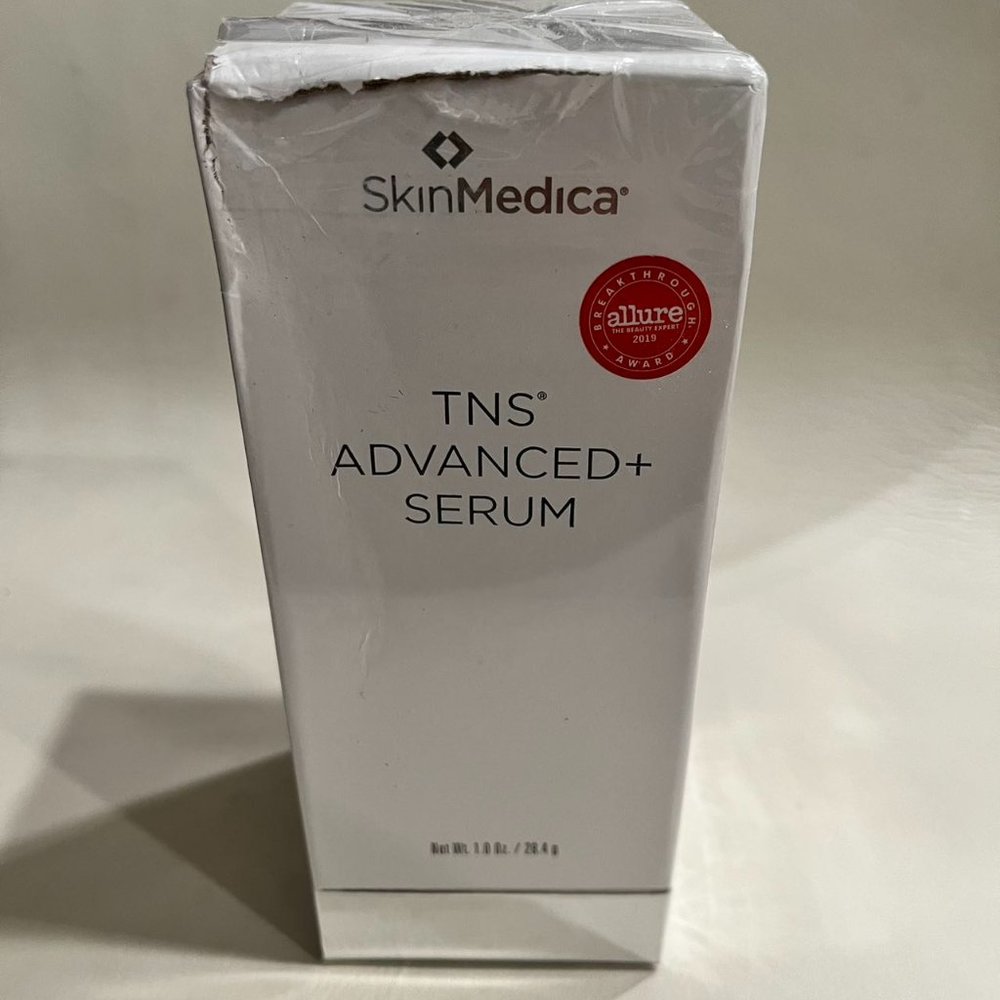 SkinMedica®
BREAKTHROUGH
allure
THE BEAUTY EXPERT
2019
AWARD
TNS®
ADVANCED+
SERUM
Net Wt. 1.0 Oz. / 28.4 g